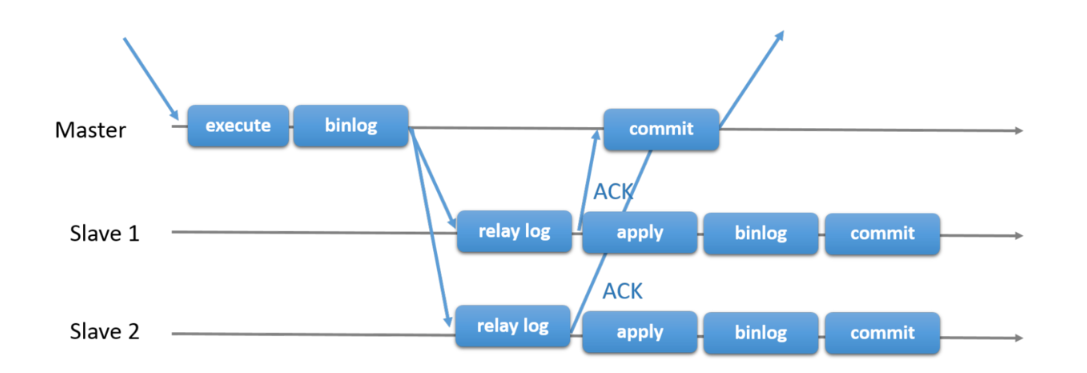 Master execute binlog commit
ACK
Slave 1 relay log apply binlog commit
ACK
Slave 2 relay log apply binlog commit